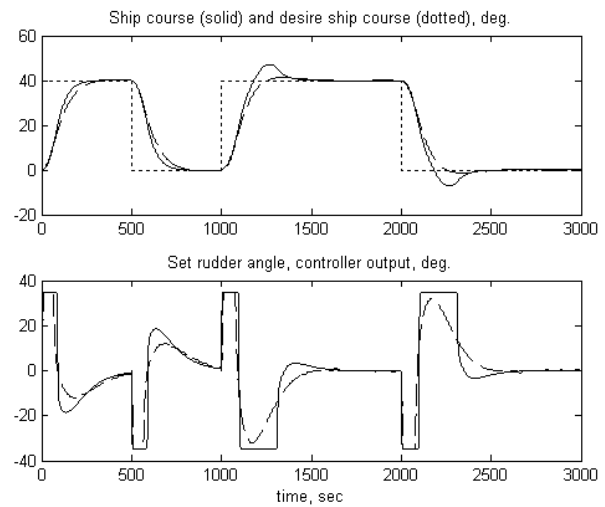 Ship course (solid) and desire ship course (dotted), deg.
60
40
20
0
-20
0 500 1000 1500 2000 2500 3000
Set rudder angle, controller output, deg.
40
20
0
-20
-40
0 500 1000 1500 2000 2500 3000
time, sec